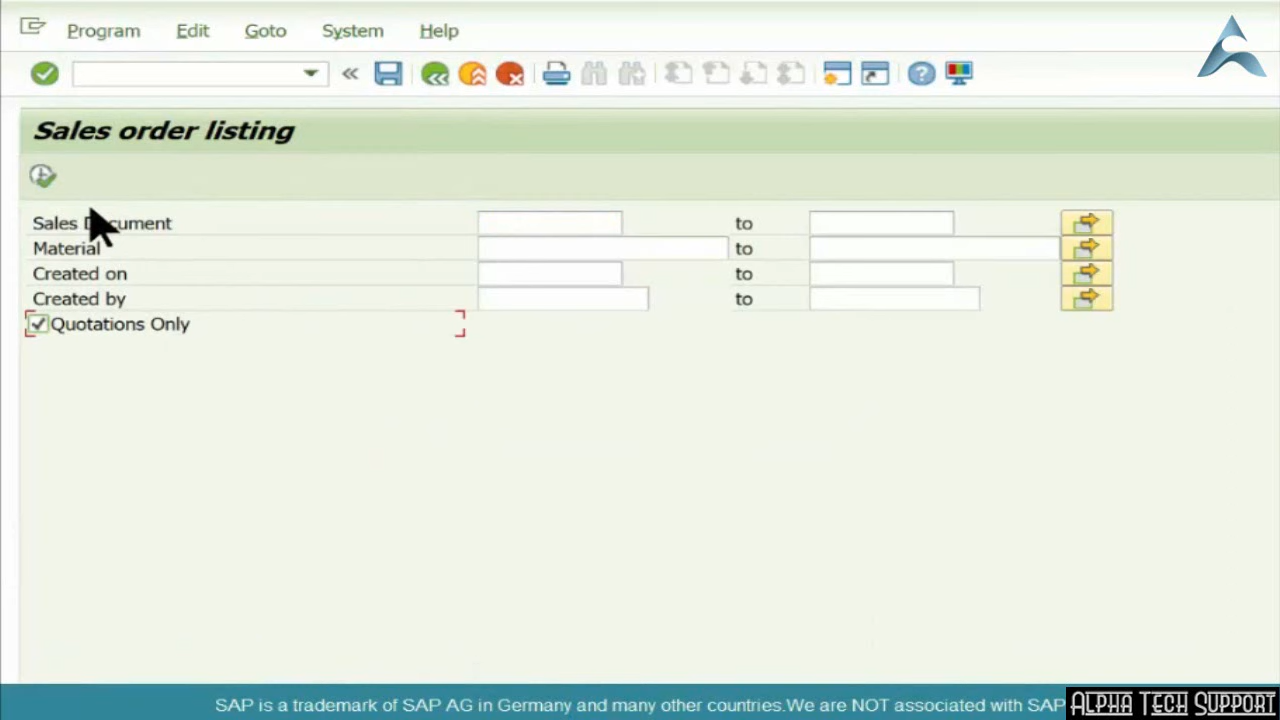 Program Edit Goto System Help
Sales order listing
Sales Document to
Material to
Created on to
Created by to
Quotations Only
SAP is a trademark of SAP AG in Germany and many other countries.We are NOT associated with SAP
Alpha Tech Support